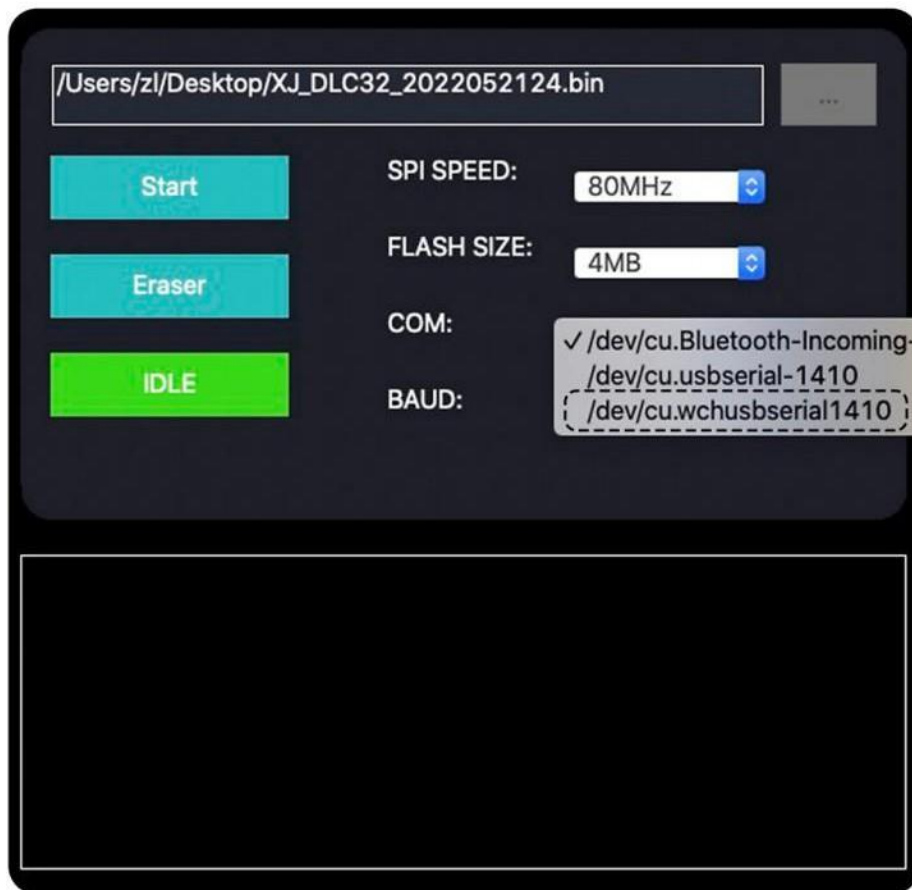 /Users/zl/Desktop/XJ_DLC32_2022052124.bin
...
Start
SPI SPEED:
80MHz
Eraser
FLASH SIZE:
4MB
IDLE
COM:
✓ /dev/cu.Bluetooth-Incoming-
/dev/cu.usbserial-1410
BAUD:
/dev/cu.wchusbserial1410